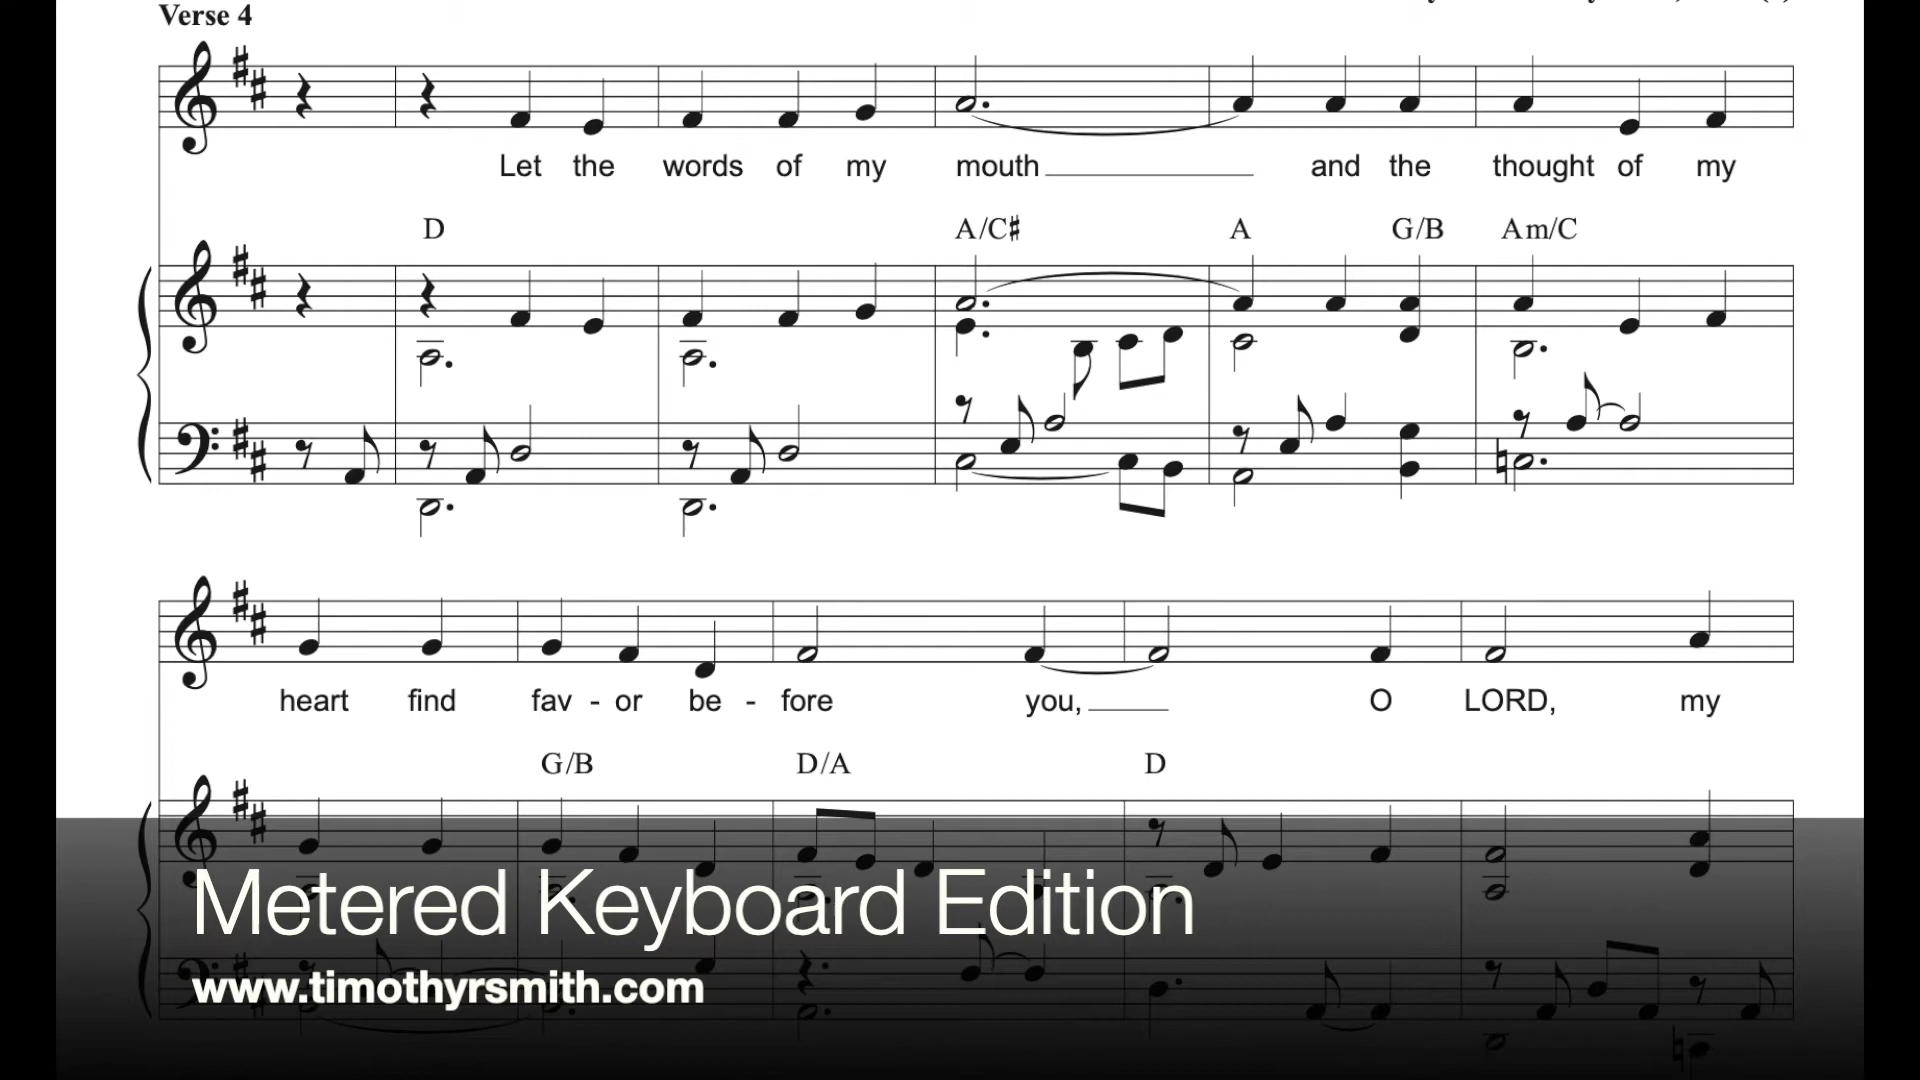 Verse 4
Let the words of my mouth and the thought of my
D A/C♯ A G/B Am/C
heart find fav - or be - fore you, O LORD, my
G/B D/A D
Metered Keyboard Edition
www.timothyrsmith.com